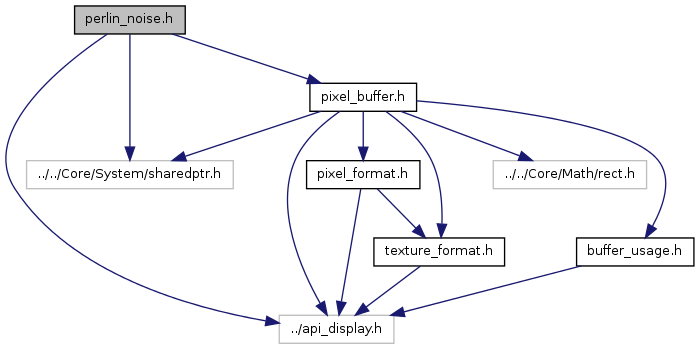 perlin_noise.h
pixel_buffer.h
../../Core/System/sharedptr.h
pixel_format.h
../../Core/Math/rect.h
texture_format.h
buffer_usage.h
../api_display.h